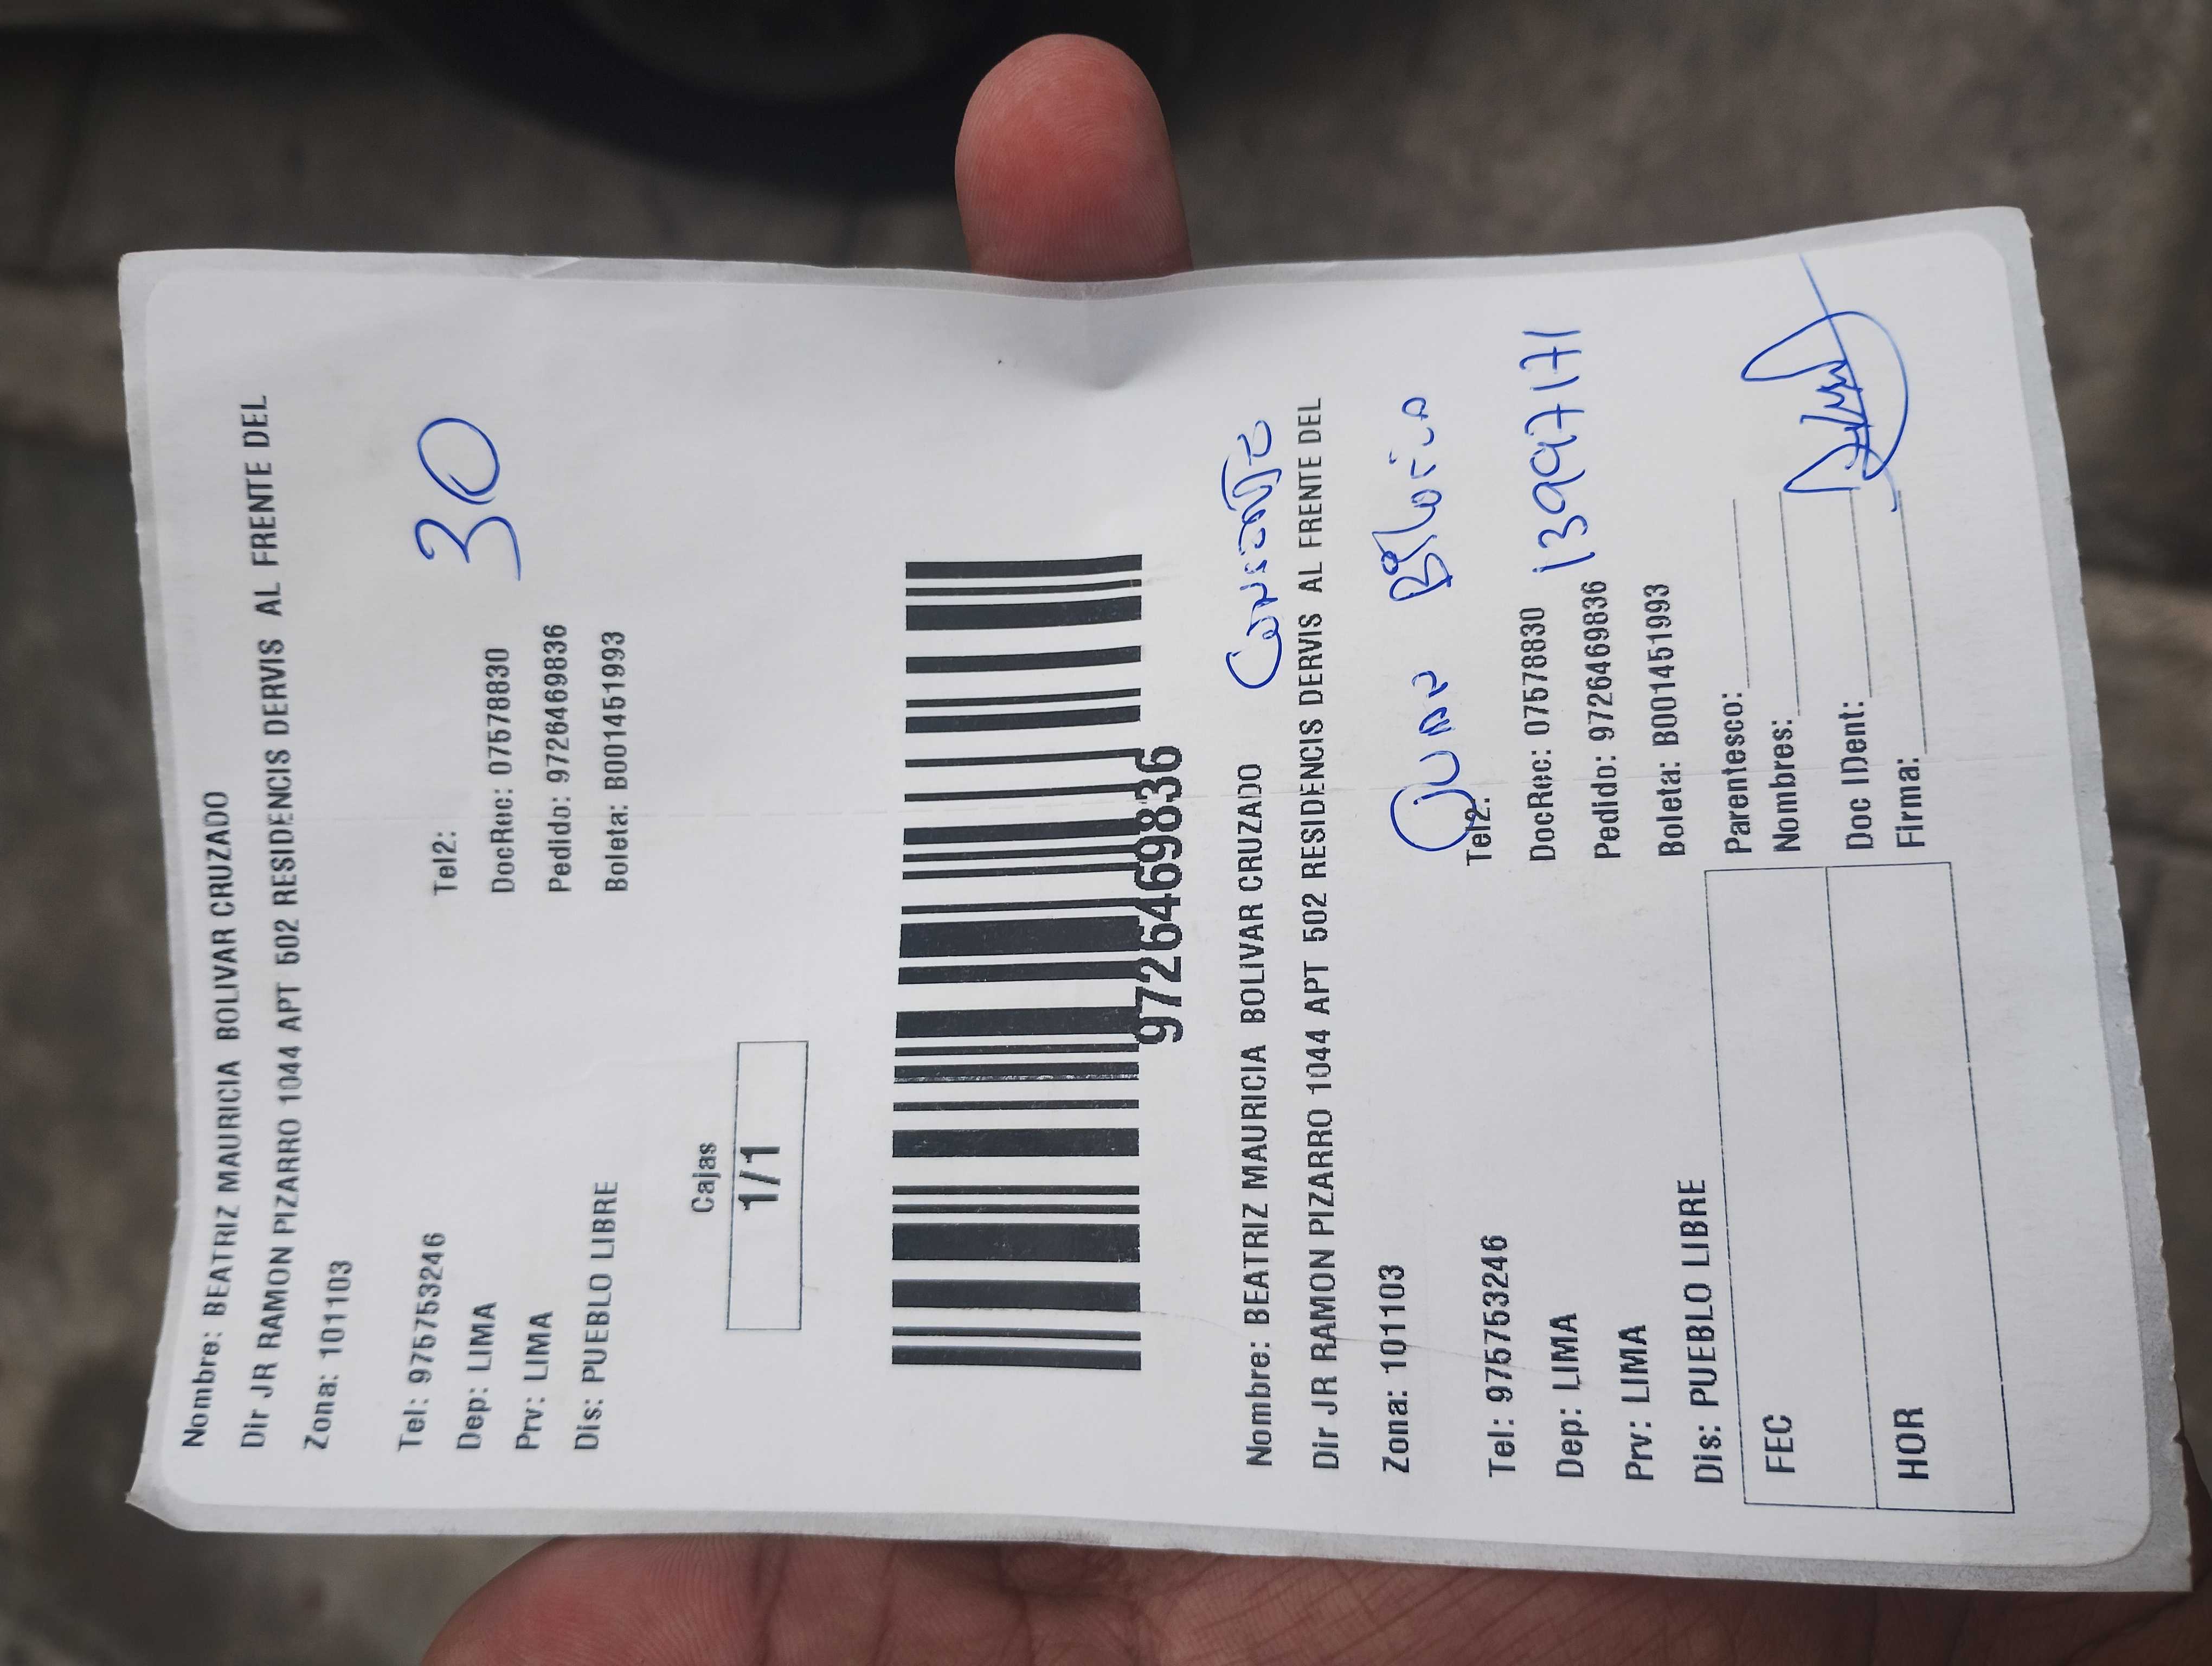 Nombre: BEATRIZ MAURICIA BOLIVAR CRUZADO
Dir JR RAMON PIZARRO 1044 APT 502 RESIDENCIS DERVIS AL FRENTE DEL
Zona: 101103
Tel: 975753246 Tel2: 30
Dep: LIMA DocRec: 07578830
Prv: LIMA Pedido: 9726469836
Dis: PUEBLO LIBRE Boleta: B001451993
Cajas
1/1
9726469836
Nombre: BEATRIZ MAURICIA BOLIVAR CRUZADO
Dir JR RAMON PIZARRO 1044 APT 502 RESIDENCIS DERVIS AL FRENTE DEL
Zona: 101103 Juan
Tel: 975753246 Tel2:
Dep: LIMA DocRec: 07578830 13997171
Prv: LIMA Pedido: 9726469836
Dis: PUEBLO LIBRE Boleta: B001451993
FEC Parentesco:
Nombres:
HOR Doc IDent:
Firma: